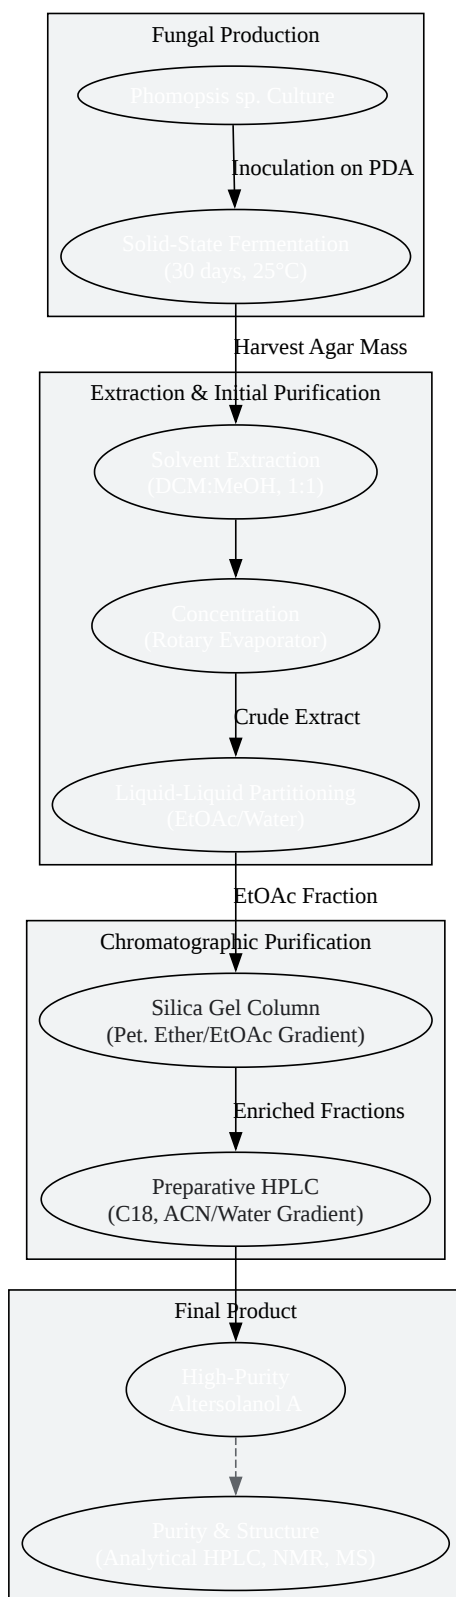 Fungal Production
Phomopsis sp. Culture
Inoculation on PDA
Solid-State Fermentation
(30 days, 25°C)
Harvest Agar Mass
Extraction & Initial Purification
Solvent Extraction
(DCM:MeOH, 1:1)
Concentration
(Rotary Evaporator)
Crude Extract
Liquid-Liquid Partitioning
(EtOAc/Water)
EtOAc Fraction
Chromatographic Purification
Silica Gel Column
(Pet. Ether/EtOAc Gradient)
Enriched Fractions
Preparative HPLC
(C18, ACN/Water Gradient)
Final Product
High-Purity
Altersolanol A
Purity & Structure
(Analytical HPLC, NMR, MS)